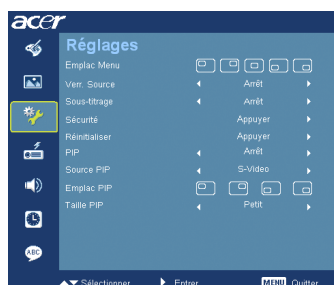 acer
Réglages
Emplac Menu
Verr. Source Arrêt
Sous-titrage Arrêt
Sécurité Appuyer
Réinitialiser Appuyer
PIP Arrêt
Source PIP S-Video
Emplac PIP
Taille PIP Petit
ABC
Sélectionner Entrer MENU Quitter